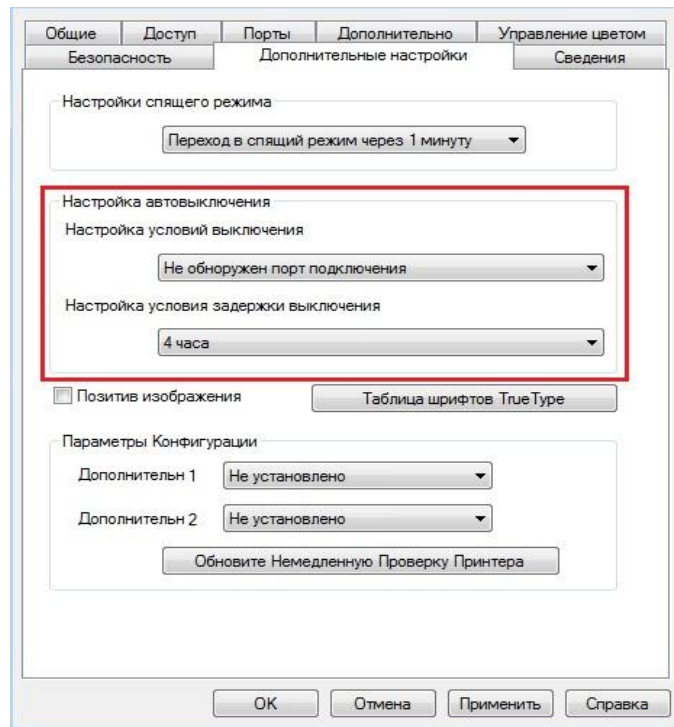 Общие Доступ Порты Дополнительно Управление цветом
Безопасность Дополнительные настройки Сведения
Настройки спящего режима
Переход в спящий режим через 1 минуту
Настройка автовыключения
Настройка условий выключения
Не обноружен порт подключения
Настройка условия задержки выключения
4 часа
Позитив изображения Таблица шрифтов TrueType
Параметры Конфигурации
Дополнительн 1 Не установлено
Дополнительн 2 Не установлено
Обновите Немедленную Проверку Принтера
OK Отмена Применить Справка